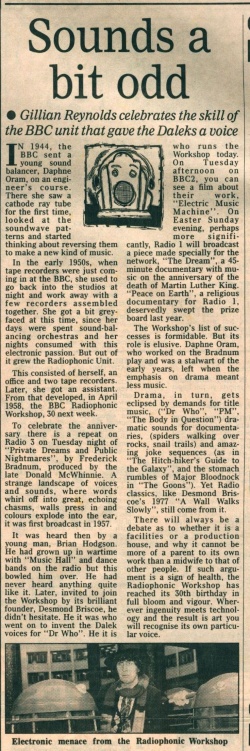 Sounds a
bit odd
● Gillian Reynolds celebrates the skill of
the BBC unit that gave the Daleks a voice
IN 1944, the
BBC sent a
young sound
balancer, Daphne
Oram, on an engi-
neer's course.
There she saw a
cathode ray tube
for the first time,
looked at the
soundwave pat-
terns and started
thinking about reversing them
to make a new kind of music.
In the early 1950s, when
tape recorders were just com-
ing in at the BBC, she used to
go back into the studios at
night and work away with a
few recorders assembled
together. She got a bit grey-
faced at this time, since her
days were spent sound-bal-
ancing orchestras and her
nights consumed with this
electronic passion. But out of
it grew the Radiophonic Unit.
This consisted of herself, an
office and two tape recorders.
Later, she got an assistant.
From that developed, in April
1958, the BBC Radiophonic
Workshop, 30 next week.
To celebrate the anniver-
sary there is a repeat on
Radio 3 on Tuesday night of
"Private Dreams and Public
Nightmares", by Frederick
Bradnum, produced by the
late Donald McWhinnie. A
strange landscape of voices
and sounds, where words
whirl off into great, echoing
chasms, walls press in and
colours explode into the ear,
it was first broadcast in 1957.
It was heard then by a
young man, Brian Hodgson.
He had grown up in wartime
with "Music Hall" and dance
bands on the radio but this
bowled him over. He had
never heard anything quite
like it. Later, invited to join
the Workshop by its brilliant
founder, Desmond Briscoe, he
didn't hesitate. He it was who
went on to invent the Dalek
voices for "Dr Who". He it is
who runs the
Workshop today.
On Tuesday
afternoon on
BBC2, you can
see a film about
their work,
"Electric Music
Machine". On
Easter Sunday
evening, perhaps
more signifi-
cantly, Radio 1 will broadcast
a piece made specially for the
network, "The Dream", a 45-
minute documentary with mu-
sic on the anniversary of the
death of Martin Luther King.
"Peace on Earth", a religious
documentary for Radio 1,
deservedly swept the prize
board last year.
The Workshop's list of suc-
cesses is formidable. But its
role is elusive. Daphne Oram,
who worked on the Bradnum
play and was a stalwart of the
early years, left when the
emphasis on drama meant
less music.
Drama, in turn, gets
eclipsed by demands for title
music, ("Dr Who", "PM",
"The Body in Question") dra-
matic sounds for documenta-
ries, (spiders walking over
rocks, snail trails) and amaz-
ing joke sequences (as in
"The Hitch-hiker's Guide to
the Galaxy", and the stomach
rumbles of Major Bloodnock
in "The Goons"). Yet Radio
classics, like Desmond Bris-
coe's 1977 "A Wall Walks
Slowly", still come from it.
There will always be a
debate as to whether it is a
facilities or a production
house, and why it cannot be
more of a parent to its own
work than a midwife to that of
other people. If such argu-
ment is a sign of health, the
Radiophonic Workshop has
reached its 30th birthday in
full bloom and vigour. Wher-
ever ingenuity meets techno-
logy and the result is art you
will recognise its own particu-
lar voice.
Electronic menace from the Radiophonic Workshop